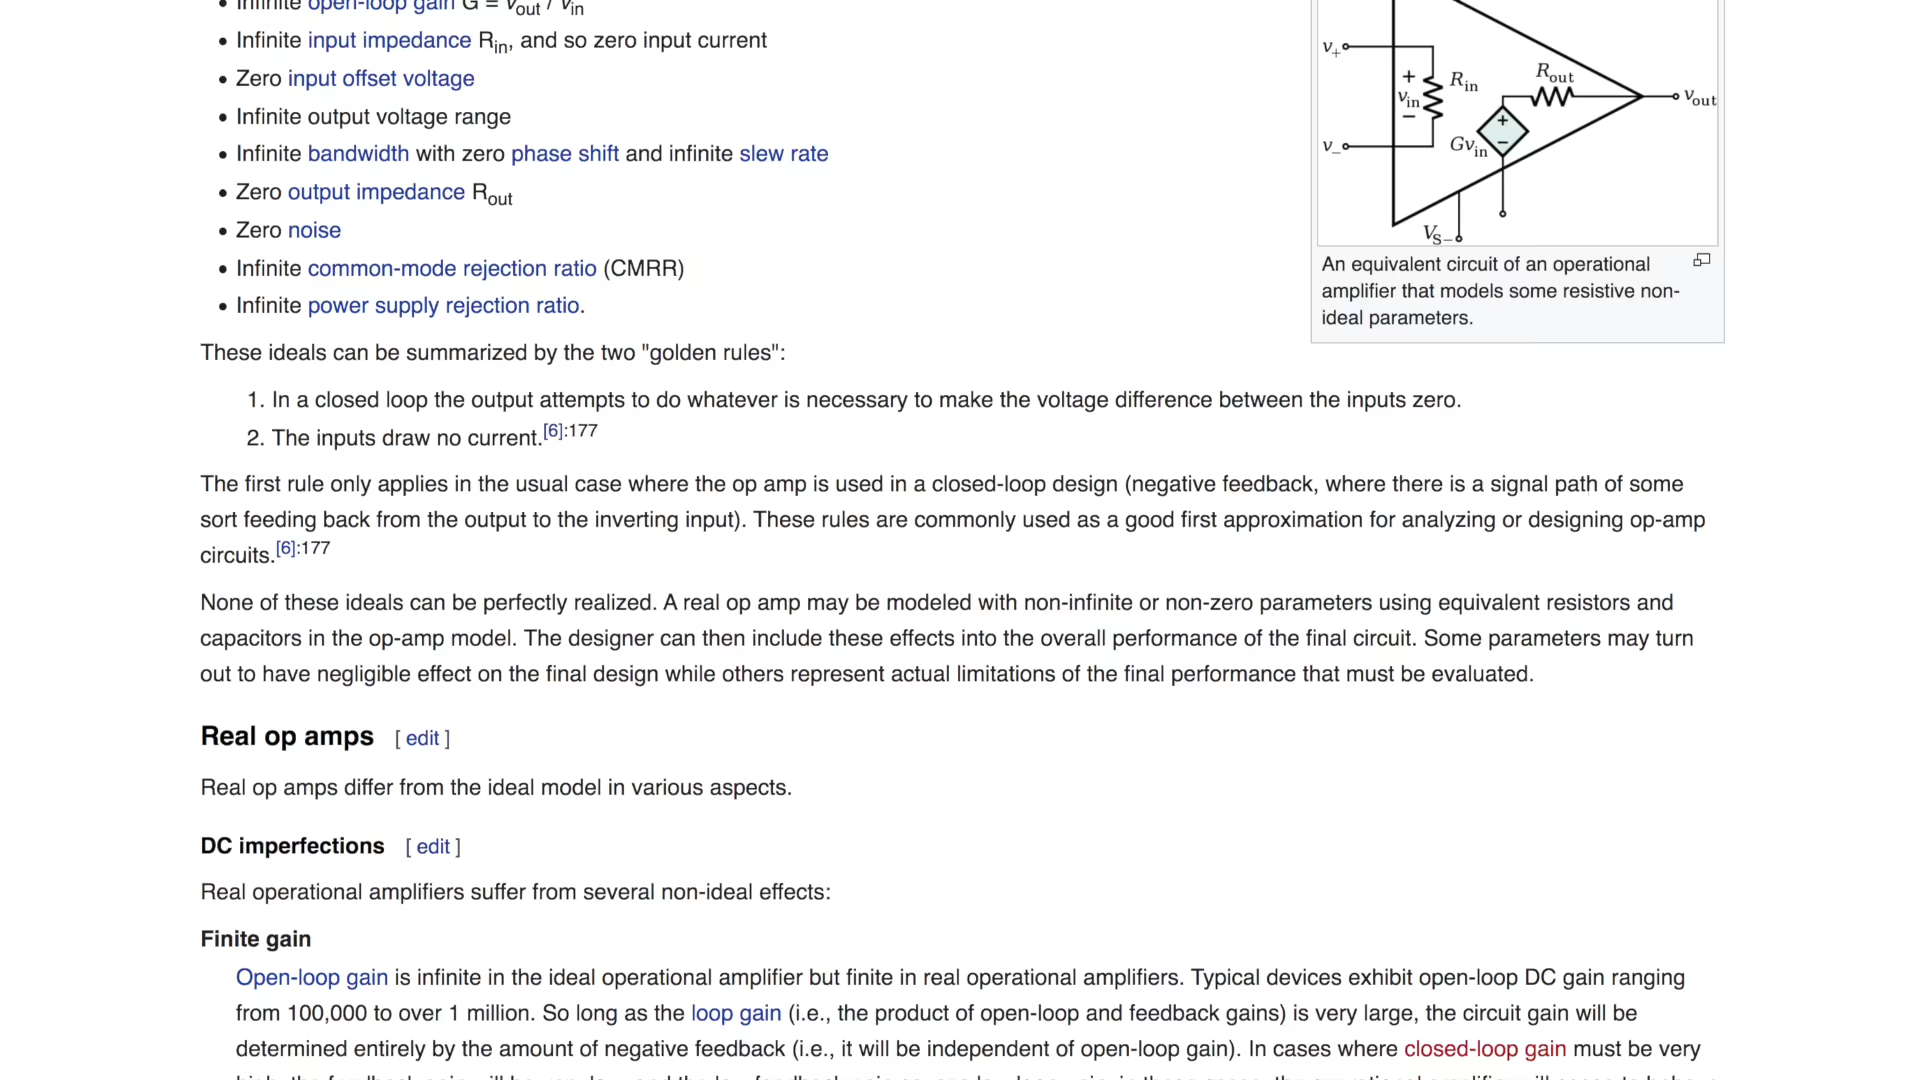 • Infinite open-loop gain G = vout / vin
• Infinite input impedance Rin, and so zero input current
• Zero input offset voltage
• Infinite output voltage range
• Infinite bandwidth with zero phase shift and infinite slew rate
• Zero output impedance Rout
• Zero noise
• Infinite common-mode rejection ratio (CMRR)
• Infinite power supply rejection ratio.
V+
+
Vin
−
Rin
Rout
Vout
V−
Gvin
+
−
VS−
An equivalent circuit of an operational
amplifier that models some resistive non-
ideal parameters.
These ideals can be summarized by the two "golden rules":
1. In a closed loop the output attempts to do whatever is necessary to make the voltage difference between the inputs zero.
2. The inputs draw no current.[6]:177
The first rule only applies in the usual case where the op amp is used in a closed-loop design (negative feedback, where there is a signal path of some
sort feeding back from the output to the inverting input). These rules are commonly used as a good first approximation for analyzing or designing op-amp
circuits.[6]:177
None of these ideals can be perfectly realized. A real op amp may be modeled with non-infinite or non-zero parameters using equivalent resistors and
capacitors in the op-amp model. The designer can then include these effects into the overall performance of the final circuit. Some parameters may turn
out to have negligible effect on the final design while others represent actual limitations of the final performance that must be evaluated.
Real op amps [ edit ]
Real op amps differ from the ideal model in various aspects.
DC imperfections [ edit ]
Real operational amplifiers suffer from several non-ideal effects:
Finite gain
Open-loop gain is infinite in the ideal operational amplifier but finite in real operational amplifiers. Typical devices exhibit open-loop DC gain ranging
from 100,000 to over 1 million. So long as the loop gain (i.e., the product of open-loop and feedback gains) is very large, the circuit gain will be
determined entirely by the amount of negative feedback (i.e., it will be independent of open-loop gain). In cases where closed-loop gain must be very